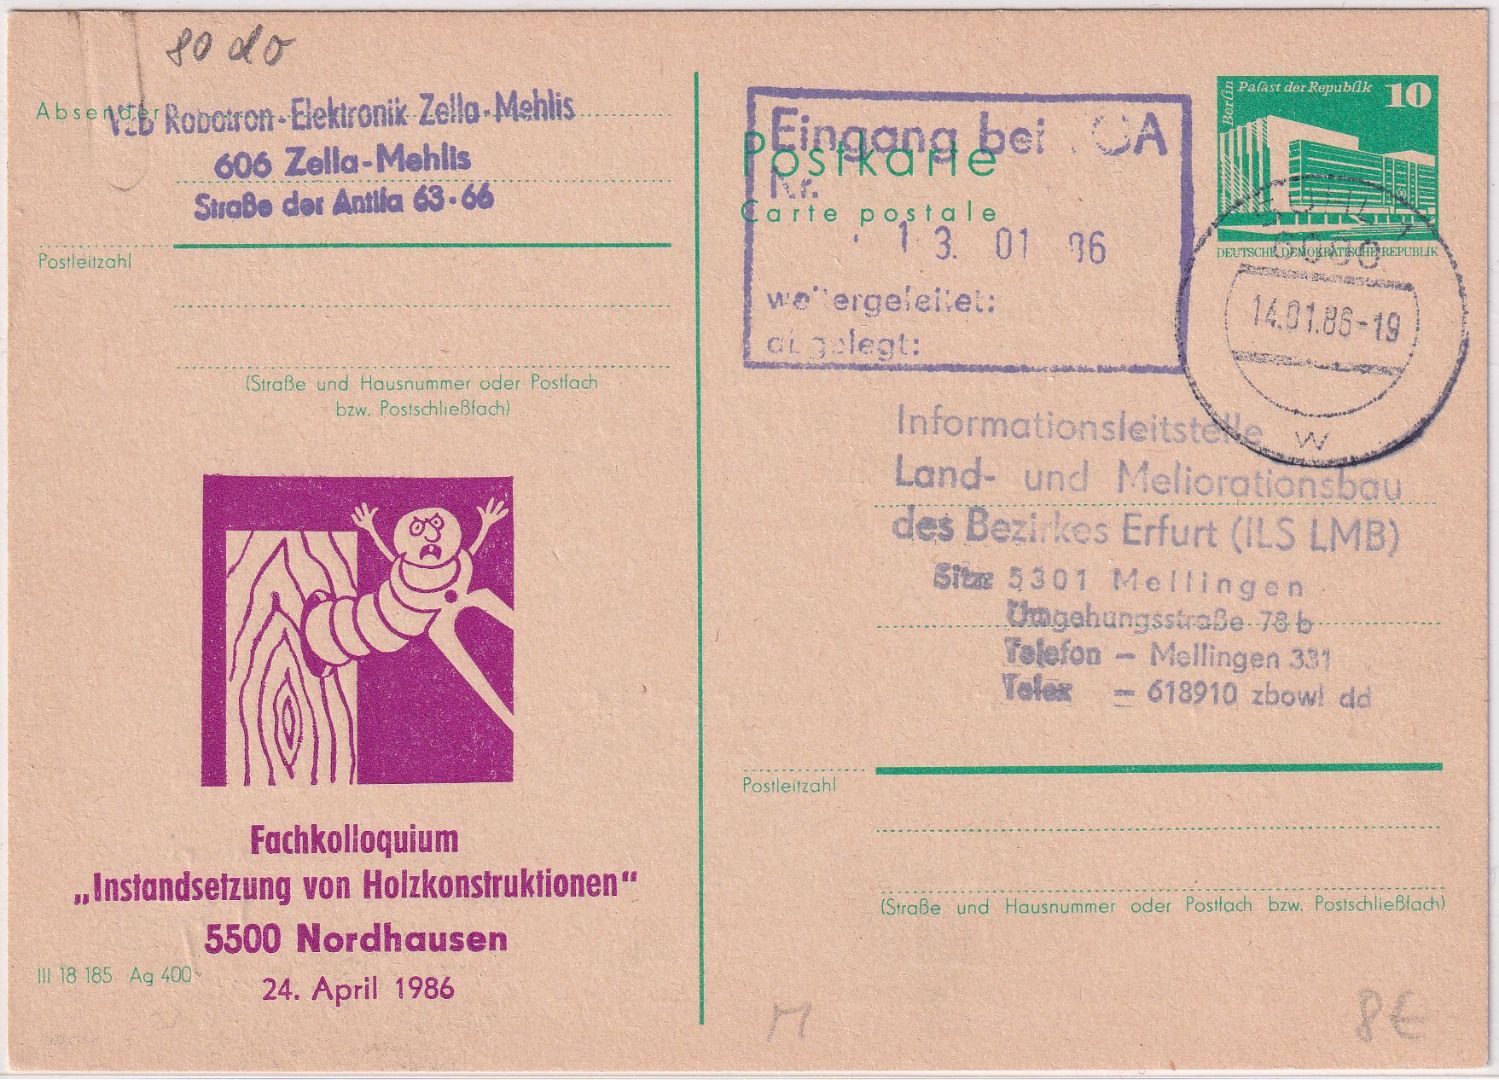 80 do
Absender
VEB Robotron-Elektronik Zella-Mehlis
606 Zella-Mehlis
Straße der Antifa 63-66
Postleitzahl
(Straße und Hausnummer oder Postfach
bzw. Postschließfach)
Fachkolloquium
„Instandsetzung von Holzkonstruktionen“
5500 Nordhausen
24. April 1986
III 18 185 Ag 400
Postkarte
Carte postale
Eingang bei
Nr.
13. 01 86
weitergeleitet:
abgelegt:
Berlin
Palast der Republik
10
DEUTSCHE DEMOKRATISCHE REPUBLIK
SUHL 1
6000
14.01.86-19
w
Informationsleitstelle
Land- und Meliorationsbau
des Bezirkes Erfurt (ILS LMB)
Sitz: 5301 Mellingen
Umgehungsstraße 78 b
Telefon – Mellingen 331
Telex – 618910 zbowl dd
Postleitzahl
(Straße und Hausnummer oder Postfach bzw. Postschließfach)
M
8€